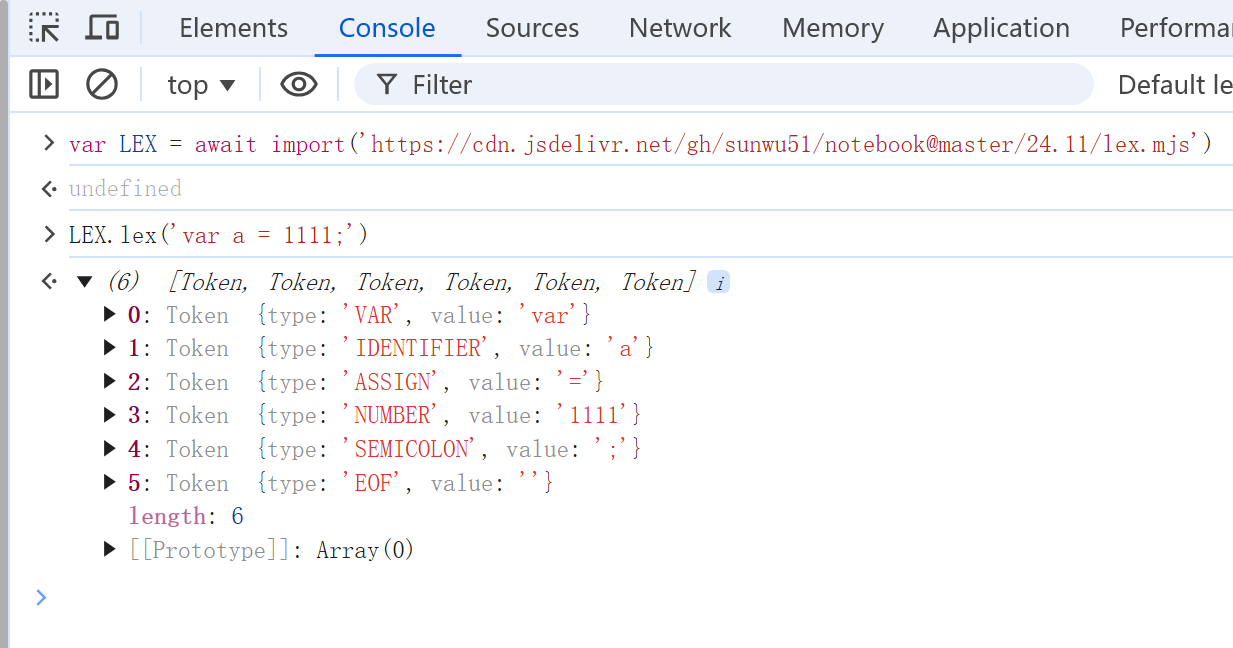 Elements Console Sources Network Memory Application Performa
top Filter Default le
var LEX = await import('https://cdn.jsdelivr.net/gh/sunwu51/notebook@master/24.11/lex.mjs')
undefined
LEX.lex('var a = 1111;')
(6) [Token, Token, Token, Token, Token, Token] i
0: Token {type: 'VAR', value: 'var'}
1: Token {type: 'IDENTIFIER', value: 'a'}
2: Token {type: 'ASSIGN', value: '='}
3: Token {type: 'NUMBER', value: '1111'}
4: Token {type: 'SEMICOLON', value: ';'}
5: Token {type: 'EOF', value: ''}
length: 6
[[Prototype]]: Array(0)